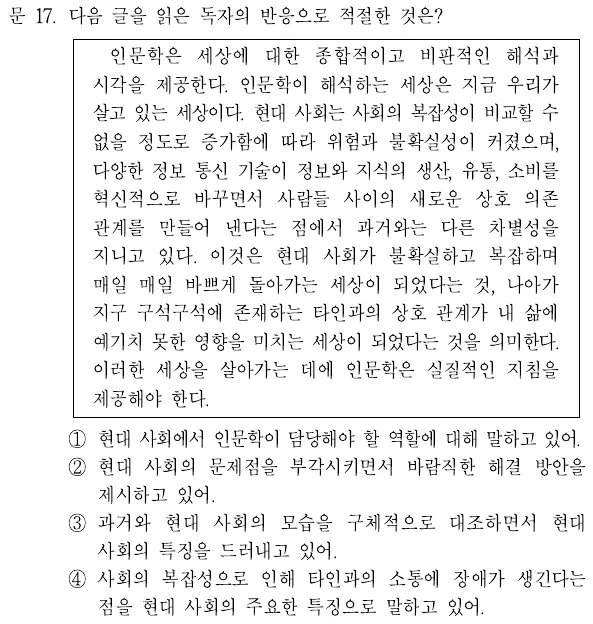 문 17. 다음 글을 읽은 독자의 반응으로 적절한 것은?
인문학은 세상에 대한 종합적이고 비판적인 해석과
시각을 제공한다. 인문학이 해석하는 세상은 지금 우리가
살고 있는 세상이다. 현대 사회는 사회의 복잡성이 비교할 수
없을 정도로 증가함에 따라 위험과 불확실성이 커졌으며,
다양한 정보 통신 기술이 정보와 지식의 생산, 유통, 소비를
혁신적으로 바꾸면서 사람들 사이의 새로운 상호 의존
관계를 만들어 낸다는 점에서 과거와는 다른 차별성을
지니고 있다. 이것은 현대 사회가 불확실하고 복잡하며
매일 매일 바쁘게 돌아가는 세상이 되었다는 것, 나아가
지구 구석구석에 존재하는 타인과의 상호 관계가 내 삶에
예기치 못한 영향을 미치는 세상이 되었다는 것을 의미한다.
이러한 세상을 살아가는 데에 인문학은 실질적인 지침을
제공해야 한다.
① 현대 사회에서 인문학이 담당해야 할 역할에 대해 말하고 있어.
② 현대 사회의 문제점을 부각시키면서 바람직한 해결 방안을
제시하고 있어.
③ 과거와 현대 사회의 모습을 구체적으로 대조하면서 현대
사회의 특징을 드러내고 있어.
④ 사회의 복잡성으로 인해 타인과의 소통에 장애가 생긴다는
점을 현대 사회의 주요한 특징으로 말하고 있어.